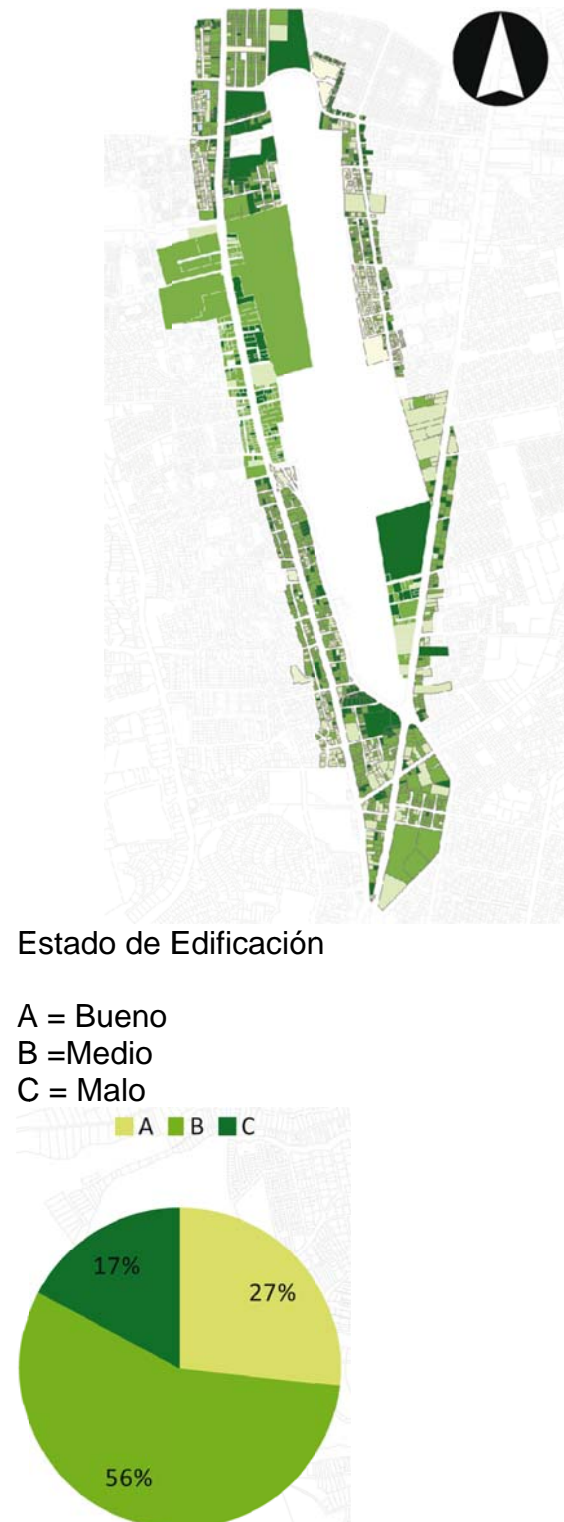 Estado de Edificación
A = Bueno
B =Medio
C = Malo
A B C
17%
27%
56%